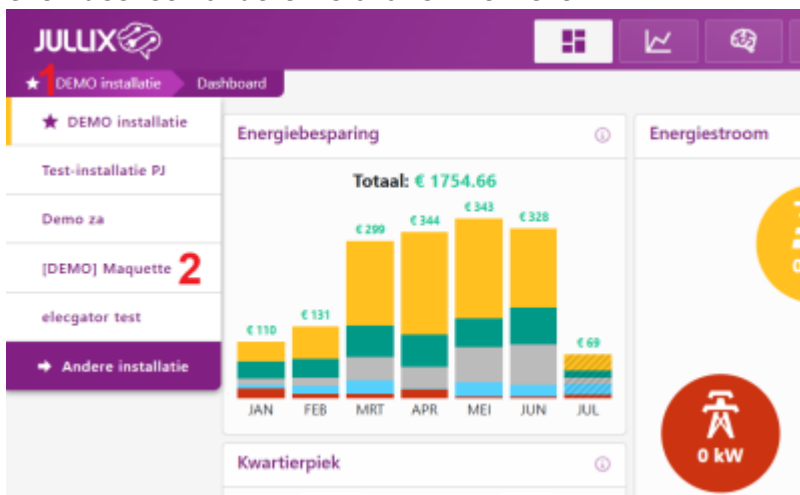 JULLIX
1
DEMO installatie
Dashboard
DEMO installatie
Test-installatie PJ
Demo za
[DEMO] Maquette 2
elecgator test
Andere installatie
Energiebesparing
Totaal: € 1754.66
€ 110
€ 131
€ 299
€ 344
€ 343
€ 328
€ 69
JAN FEB MRT APR MEI JUN JUL
Kwartierpiek
Energiestroom
0 kW